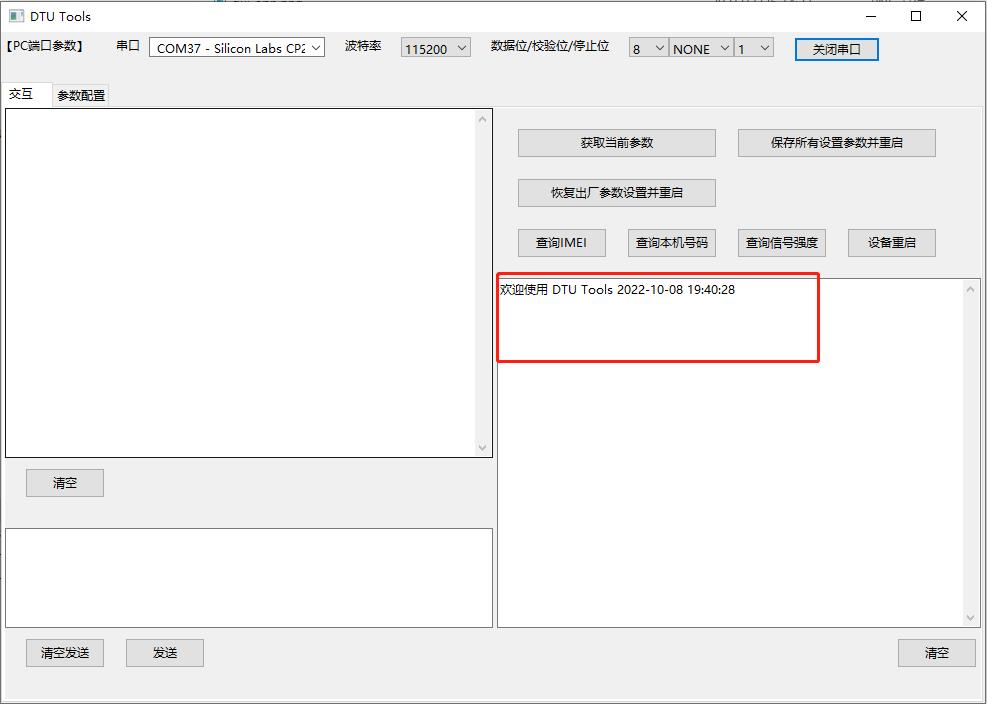 DTU Tools
【PC端口参数】 串口 COM37 - Silicon Labs CP2 波特率 115200 数据位/校验位/停止位 8 NONE 1 关闭串口
交互 参数配置
获取当前参数 保存所有设置参数并重启
恢复出厂参数设置并重启
查询IMEI 查询本机号码 查询信号强度 设备重启
欢迎使用 DTU Tools 2022-10-08 19:40:28
清空
清空发送 发送 清空